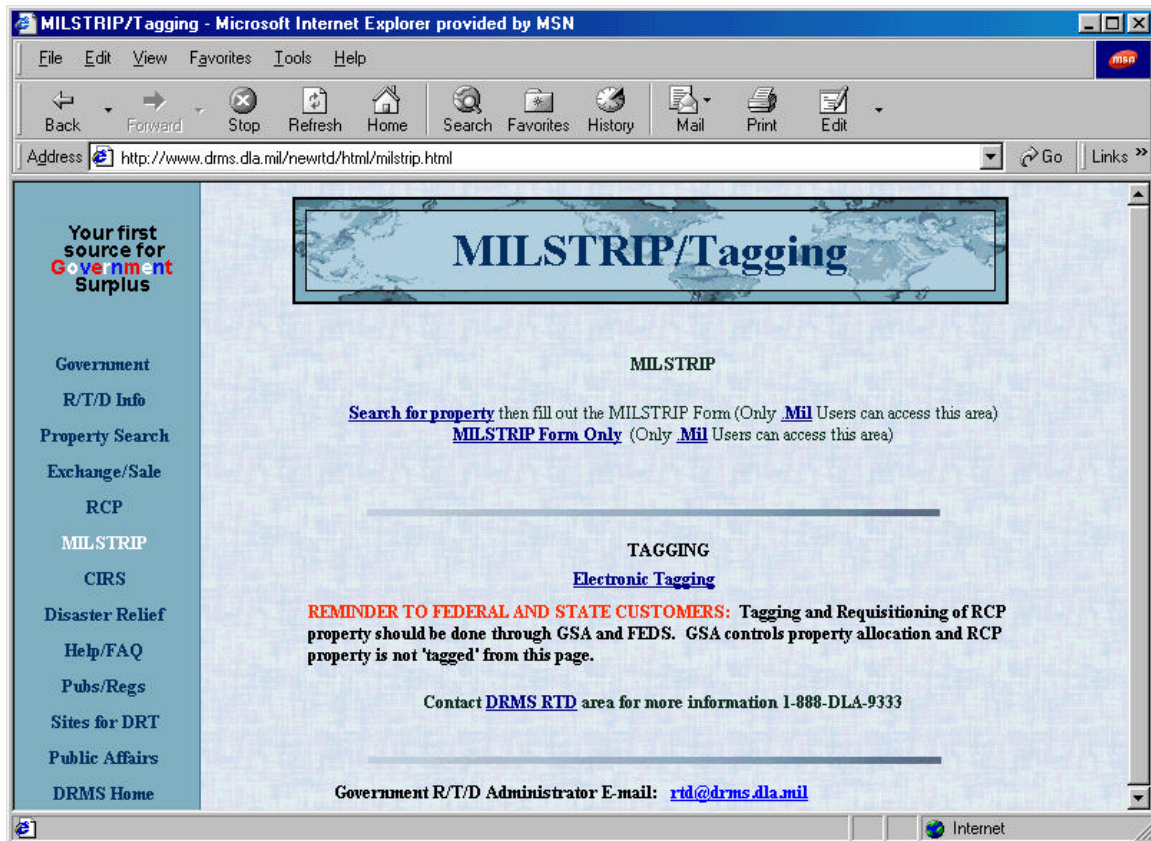 MILSTRIP/Tagging - Microsoft Internet Explorer provided by MSN
File Edit View Favorites Tools Help
msn
Back Forward Stop Refresh Home Search Favorites History Mail Print Edit
Address http://www.drms.dla.mil/newrtd/html/milstrip.html Go Links »
Your first
source for
Government
Surplus
Government
R/T/D Info
Property Search
Exchange/Sale
RCP
MILSTRIP
CIRS
Disaster Relief
Help/FAQ
Pubs/Regs
Sites for DRT
Public Affairs
DRMS Home
MILSTRIP/Tagging
MILSTRIP
Search for property then fill out the MILSTRIP Form (Only .Mil Users can access this area)
MILSTRIP Form Only (Only .Mil Users can access this area)
TAGGING
Electronic Tagging
REMINDER TO FEDERAL AND STATE CUSTOMERS: Tagging and Requisitioning of RCP
property should be done through GSA and FEDS. GSA controls property allocation and RCP
property is not 'tagged' from this page.
Contact DRMS RTD area for more information 1-888-DLA-9333
Government R/T/D Administrator E-mail: rtd@drms.dla.mil
Internet